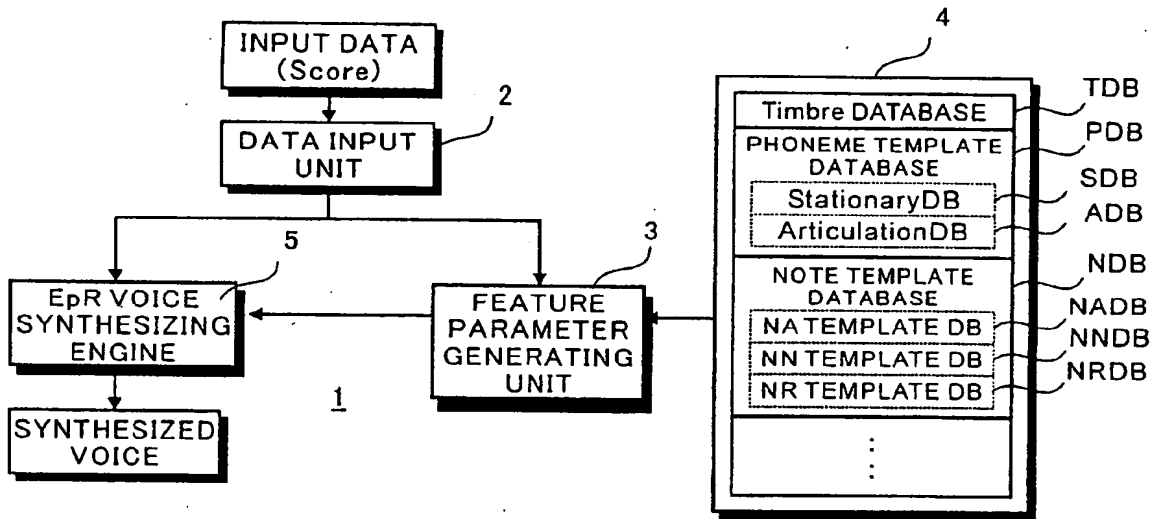 INPUT DATA
(Score)
2
DATA INPUT
UNIT
5
EpR VOICE
SYNTHESIZING
ENGINE
SYNTHESIZED
VOICE
1
3
FEATURE
PARAMETER
GENERATING
UNIT
4
Timbre DATABASE
TDB
PHONEME TEMPLATE
DATABASE
PDB
StationaryDB
SDB
ArticulationDB
ADB
NOTE TEMPLATE
DATABASE
NDB
NA TEMPLATE DB
NADB
NN TEMPLATE DB
NNDB
NR TEMPLATE DB
NRDB